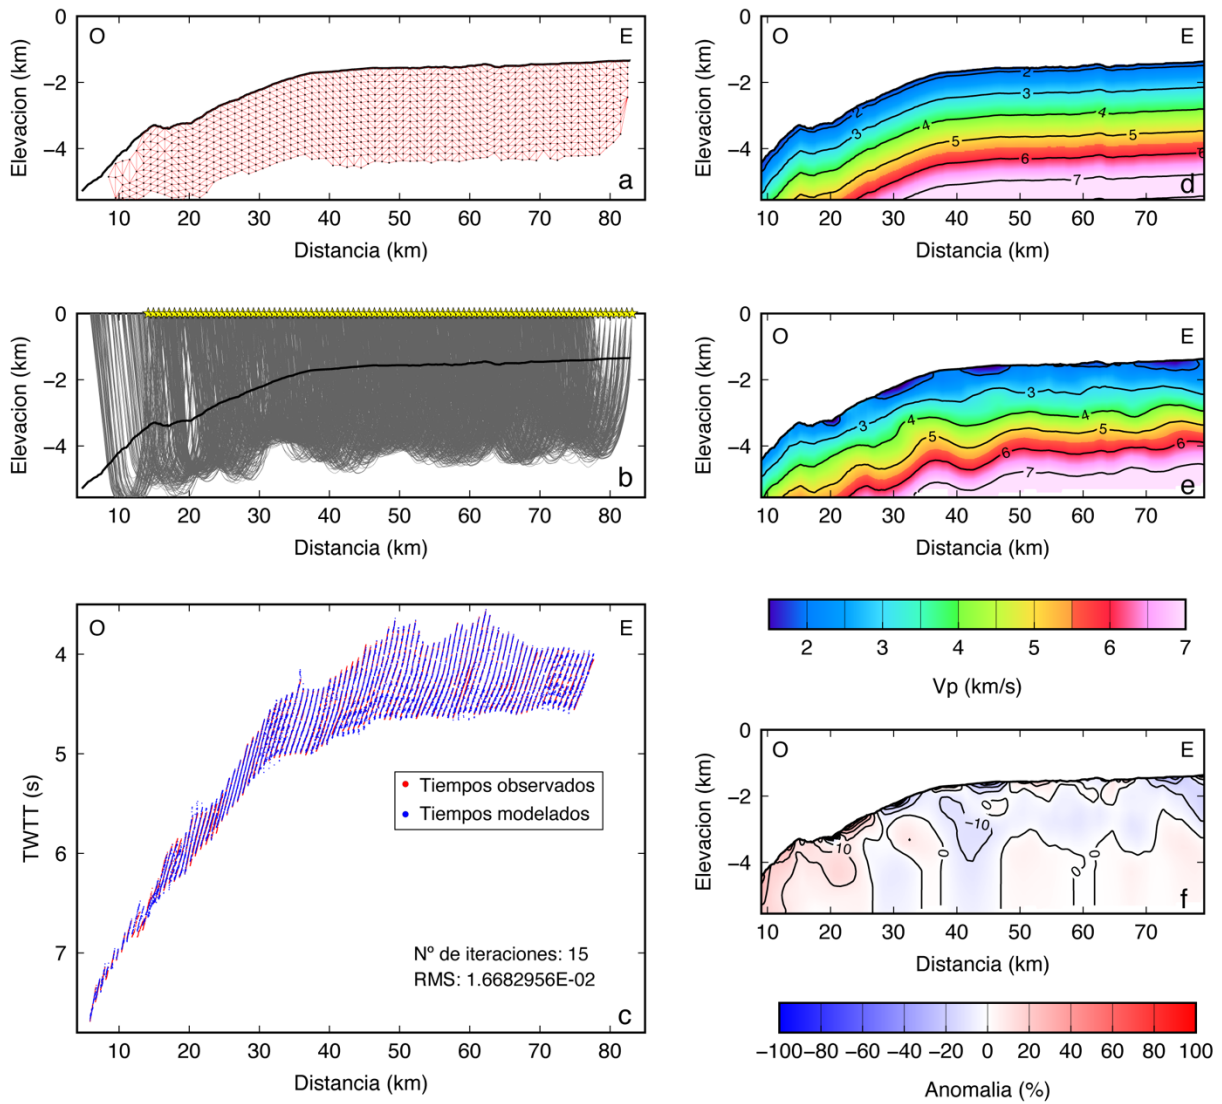 0
−2
−4
Elevacion (km)
O
E
a
10 20 30 40 50 60 70 80
Distancia (km)
0
−2
−4
Elevacion (km)
O
E
2
2
3
3
4
4
5
5
6
6
6
7
d
10 20 30 40 50 60 70
Distancia (km)
0
−2
−4
Elevacion (km)
b
10 20 30 40 50 60 70 80
Distancia (km)
0
−2
−4
Elevacion (km)
O
E
3
3
4
4
5
5
6
6
7
e
10 20 30 40 50 60 70
Distancia (km)
4
5
6
7
TWTT (s)
O
E
Tiempos observados
Tiempos modelados
Nº de iteraciones: 15
RMS: 1.6682956E-02
c
10 20 30 40 50 60 70 80
Distancia (km)
2 3 4 5 6 7
Vp (km/s)
0
−2
−4
Elevacion (km)
O
E
10
−10
0
0
0
0
f
10 20 30 40 50 60 70
Distancia (km)
−100−80 −60 −40 −20 0 20 40 60 80 100
Anomalia (%)